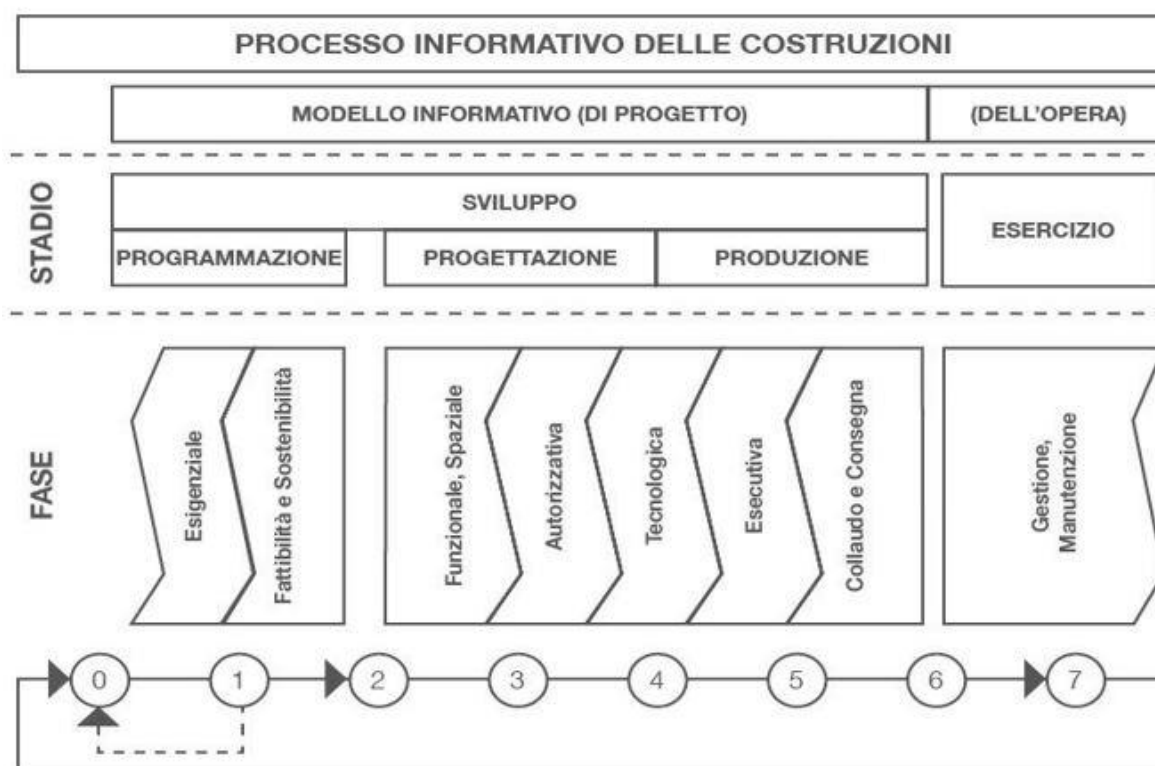 PROCESSO INFORMATIVO DELLE COSTRUZIONI
MODELLO INFORMATIVO (DI PROGETTO)
(DELL'OPERA)
STADIO
SVILUPPO
ESERCIZIO
PROGRAMMAZIONE
PROGETTAZIONE
PRODUZIONE
FASE
Esigenziale
Fattibilità e Sostenibilità
Funzionale, Spaziale
Autorizzativa
Tecnologica
Esecutiva
Collaudo e Consegna
Gestione,
Manutenzione
0
1
2
3
4
5
6
7